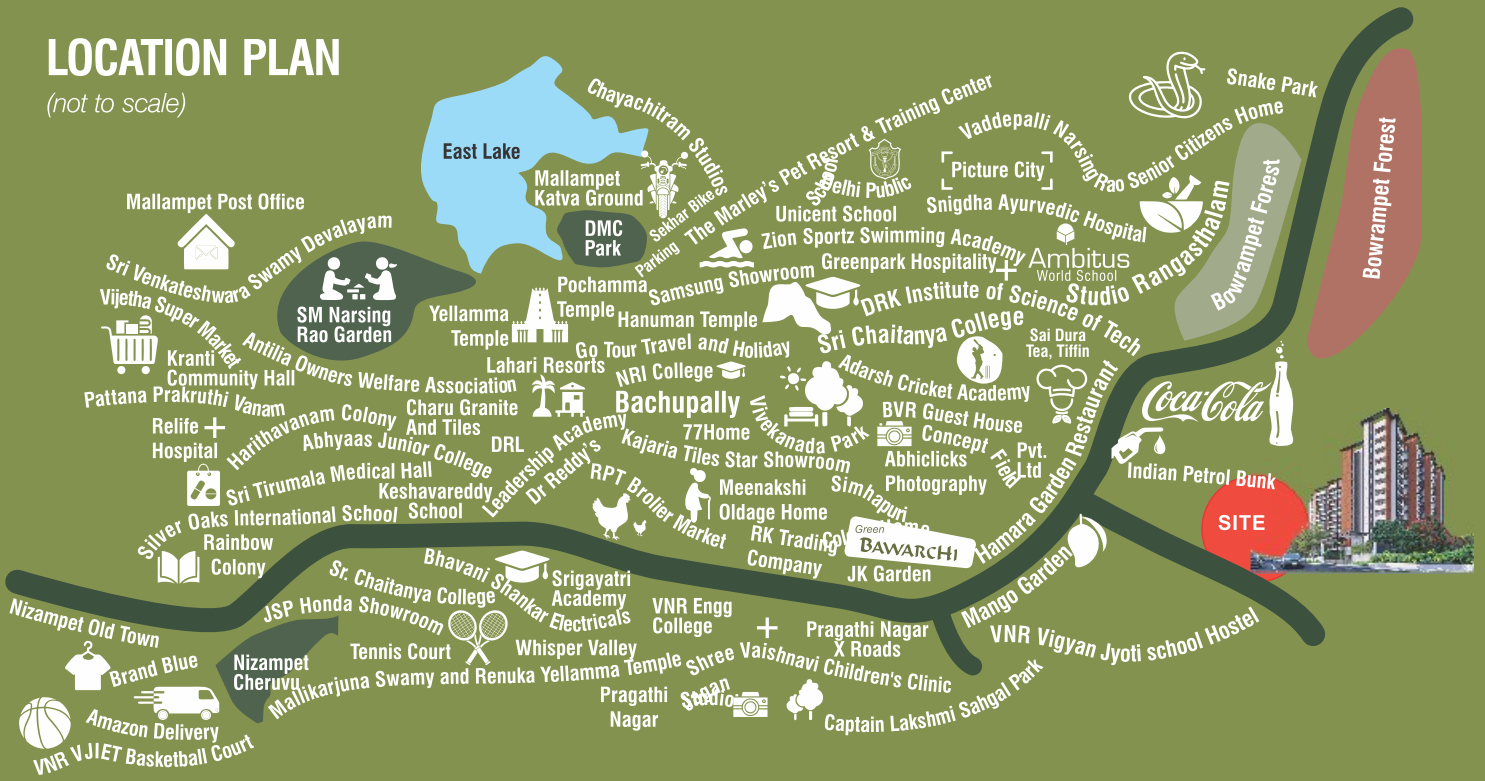 LOCATION PLAN
(not to scale)
East Lake
Chayachitram Studios
Mallampet
Katva Ground
DMC
Park
Sekhar Bikes
Parking
The Marley's Pet Resort & Training Center
Delhi Public
School
Unicent School
Vaddepalli Narsing Rao Senior Citizens Home
Picture City
Snake Park
Bowrampet Forest
Bowrampet Forest
Snigdha Ayurvedic Hospital
Zion Sportz Swimming Academy
Greenpark Hospitality
Ambitus
World School
Studio Rangasthalam
Mallampet Post Office
Sri Venkateshwara Swamy Devalayam
Vijetha Super Market
SM Narsing
Rao Garden
Kranti
Community Hall
Antilia Owners Welfare Association
Pattana Prakruthi Vanam
Yellamma
Temple
Pochamma
Temple
Samsung Showroom
Hanuman Temple
DRK Institute of Science of Tech
Sri Chaitanya College
Sai Dura
Tea, Tiffin
Lahari Resorts
Go Tour Travel and Holiday
NRI College
Adarsh Cricket Academy
Hamara Garden Restaurant
Coca-Cola
Relife
Hospital
Harithavanam Colony
Charu Granite
And Tiles
Abhyaas Junior College
DRL
Leadership Academy
Dr Reddy's
Bachupally
77Home
Kajaria Tiles Star Showroom
Vivekanada Park
BVR Guest House
Concept Field
Pvt.
Ltd
Abhiclicks
Photography
Indian Petrol Bunk
SITE
Sri Tirumala Medical Hall
Keshavareddy
School
Silver Oaks International School
Rainbow
Colony
RPT Brolier Market
Meenakshi
Oldage Home
Simhapuri
RK Trading
Company
Green
BAWARCHI
JK Garden
Mango Garden
Nizampet Old Town
JSP Honda Showroom
Sr. Chaitanya College
Bhavani Shankar Electricals
Srigayatri
Academy
VNR Engg
College
Pragathi Nagar
X Roads
VNR Vigyan Jyoti school Hostel
Brand Blue
Nizampet
Cheruvu
Tennis Court
Whisper Valley
Mallikarjuna Swamy and Renuka Yellamma Temple
Shree Vaishnavi Children's Clinic
Pragathi
Nagar
Studio
Captain Lakshmi Sahgal Park
Amazon Delivery
VNR VJIET Basketball Court